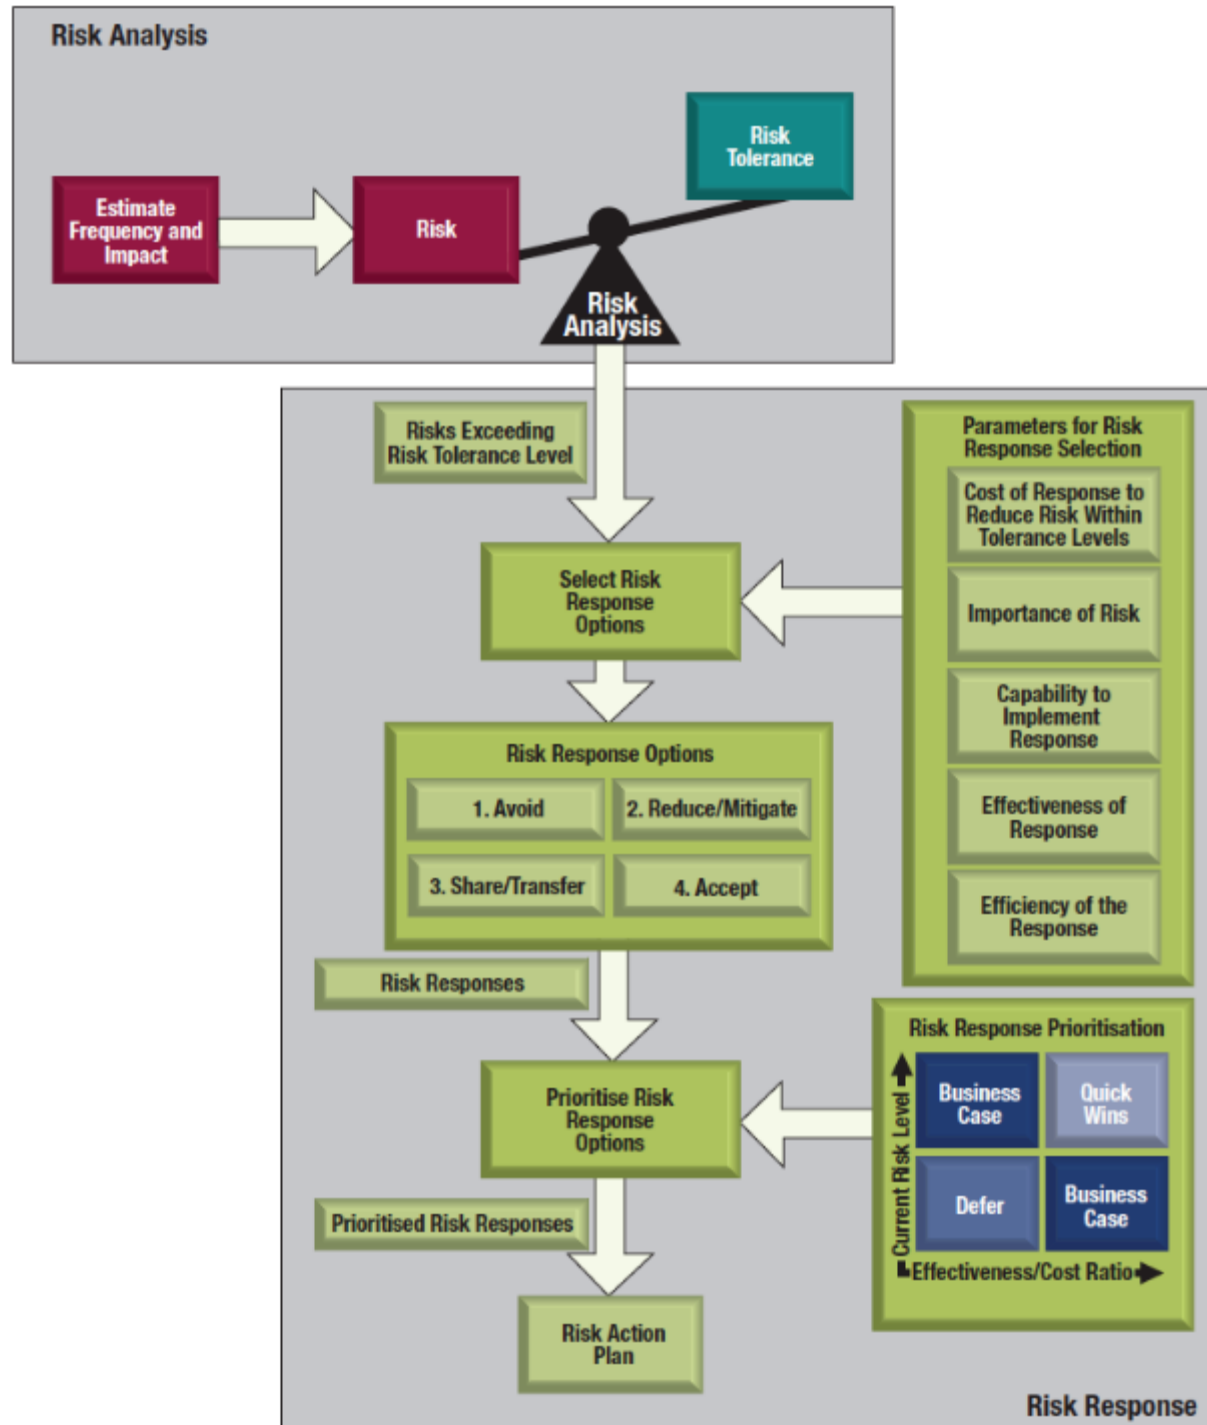 Risk Analysis
Risk
Tolerance
Estimate
Frequency and
Impact
Risk
Risk
Analysis
Risks Exceeding
Risk Tolerance Level
Parameters for Risk
Response Selection
Cost of Response to
Reduce Risk Within
Tolerance Levels
Select Risk
Response
Options
Importance of Risk
Capability to
Implement
Response
Risk Response Options
1. Avoid
2. Reduce/Mitigate
3. Share/Transfer
4. Accept
Effectiveness of
Response
Efficiency of the
Response
Risk Responses
Risk Response Prioritisation
Prioritise Risk
Response
Options
Current Risk Level
Business
Case
Quick
Wins
Defer
Business
Case
Effectiveness/Cost Ratio
Prioritised Risk Responses
Risk Action
Plan
Risk Response